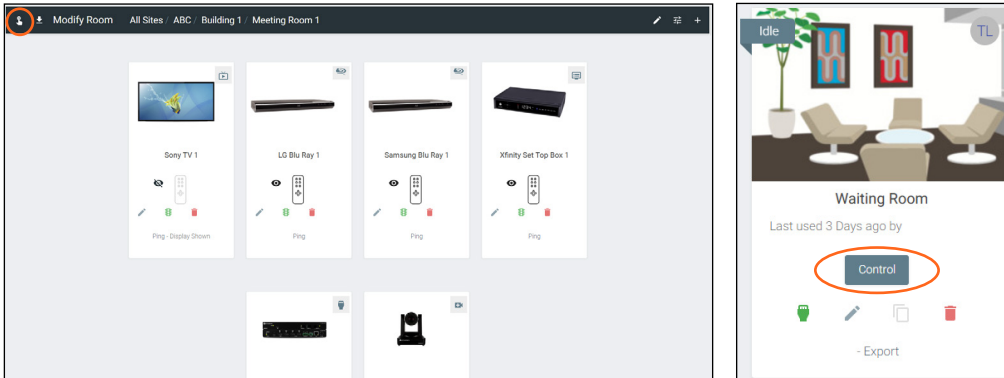 Modify Room All Sites / ABC / Building 1 / Meeting Room 1
Sony TV 1
LG Blu Ray 1
Samsung Blu Ray 1
Xfinity Set Top Box 1
Ping - Display Shown
Ping
Ping
Ping
Idle
TL
Waiting Room
Last used 3 Days ago by
Control
- Export